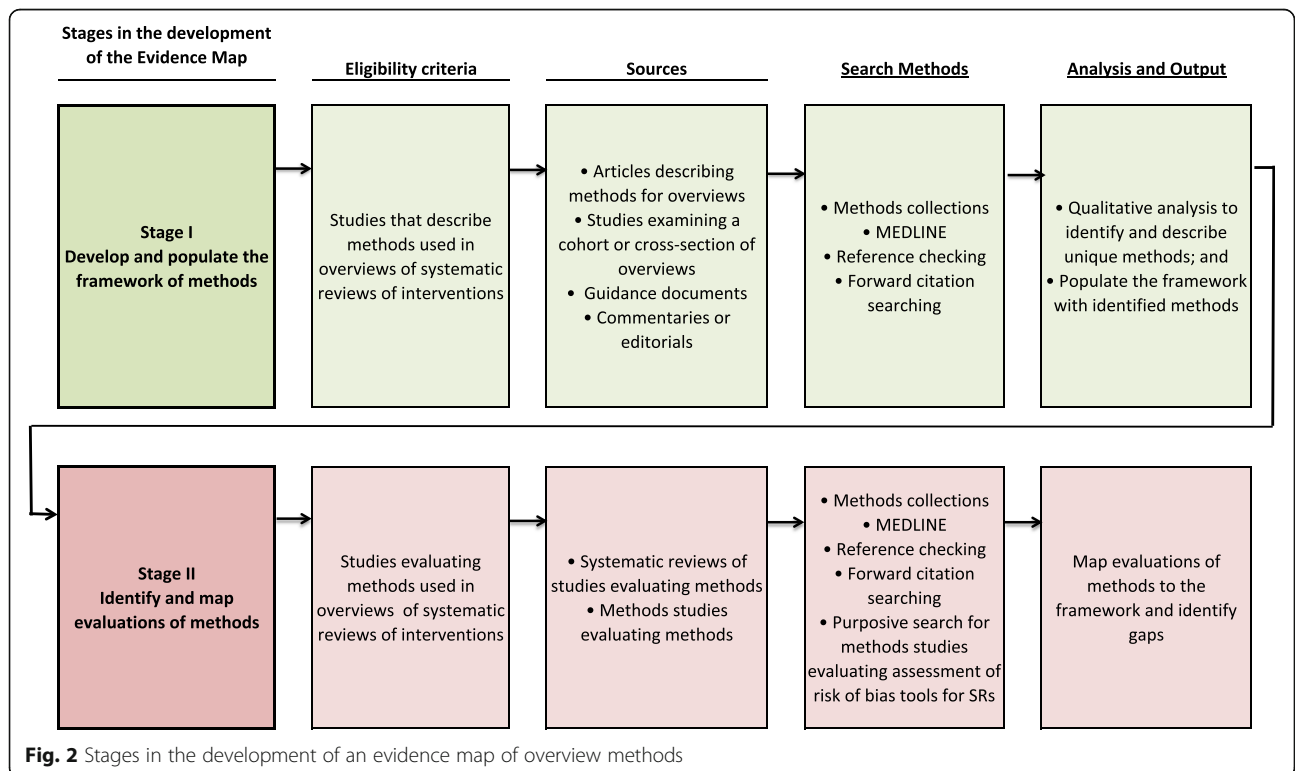 Stages in the development
of the Evidence Map
Eligibility criteria
Sources
Search Methods
Analysis and Output
Stage I
Develop and populate the
framework of methods
Studies that describe
methods used in
overviews of systematic
reviews of interventions
• Articles describing
methods for overviews
• Studies examining a
cohort or cross-section of
overviews
• Guidance documents
• Commentaries or
editorials
• Methods collections
• MEDLINE
• Reference checking
• Forward citation
searching
• Qualitative analysis to
identify and describe
unique methods; and
• Populate the framework
with identified methods
Stage II
Identify and map
evaluations of methods
Studies evaluating
methods used in
overviews of systematic
reviews of interventions
• Systematic reviews of
studies evaluating methods
• Methods studies
evaluating methods
• Methods collections
• MEDLINE
• Reference checking
• Forward citation
searching
• Purposive search for
methods studies
evaluating assessment of
risk of bias tools for SRs
Map evaluations of
methods to the
framework and identify
gaps
Fig. 2 Stages in the development of an evidence map of overview methods